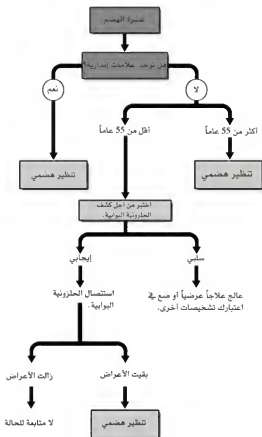 عسرة الهضم
هل توجد علامات إنذارية؟
نعم
لا
أقل من 55 عاماً
أكثر من 55 عاماً
تنظير هضمي
تنظير هضمي
اختبر من أجل كشف
الحلزونية البوابية.
إيجابي
سلبي
استئصال الحلزونية
البوابية.
عالج علاجاً عرضياً أو ضع في
اعتبارك تشخيصات أخرى.
زالت الأعراض
بقيت الأعراض
لا متابعة للحالة
تنظير هضمي